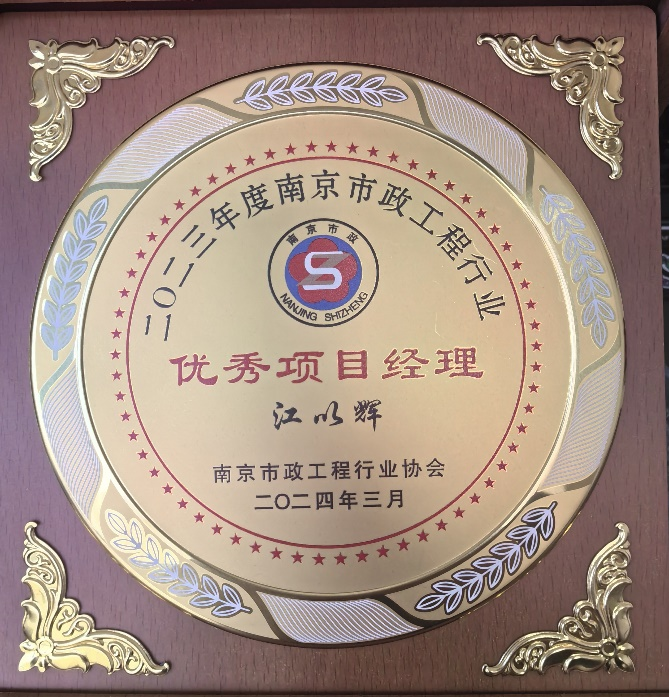 二〇二三年度南京市政工程行业
南京市政
NANJING SHIZHENG
优秀项目经理
江以辉
南京市政工程行业协会
二〇二四年三月